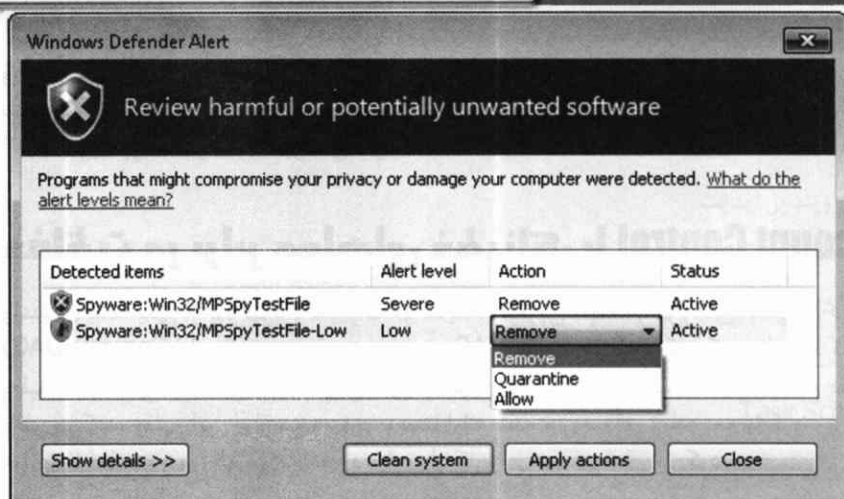 Windows Defender Alert
Review harmful or potentially unwanted software
Programs that might compromise your privacy or damage your computer were detected. What do the
alert levels mean?
Detected items Alert level Action Status
Spyware:Win32/MPSpyTestFile Severe Remove Active
Spyware:Win32/MPSpyTestFile-Low Low Remove Active
Remove
Quarantine
Allow
Show details >> Clean system Apply actions Close